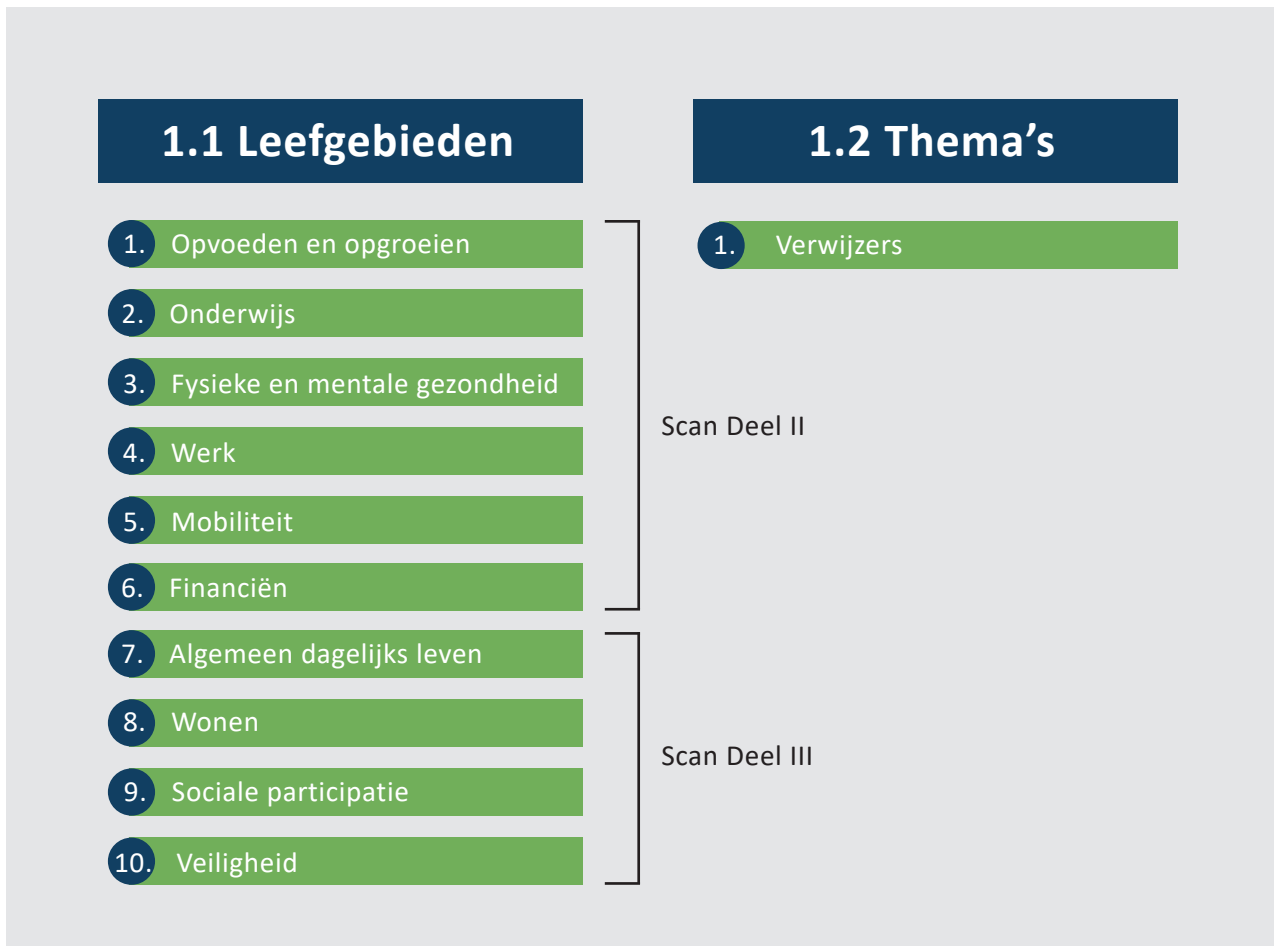 1.1 Leefgebieden
1. Opvoeden en opgroeien
2. Onderwijs
3. Fysieke en mentale gezondheid
4. Werk
5. Mobiliteit
6. Financiën
Scan Deel II
7. Algemeen dagelijks leven
8. Wonen
9. Sociale participatie
10. Veiligheid
Scan Deel III
1.2 Thema’s
1. Verwijzers